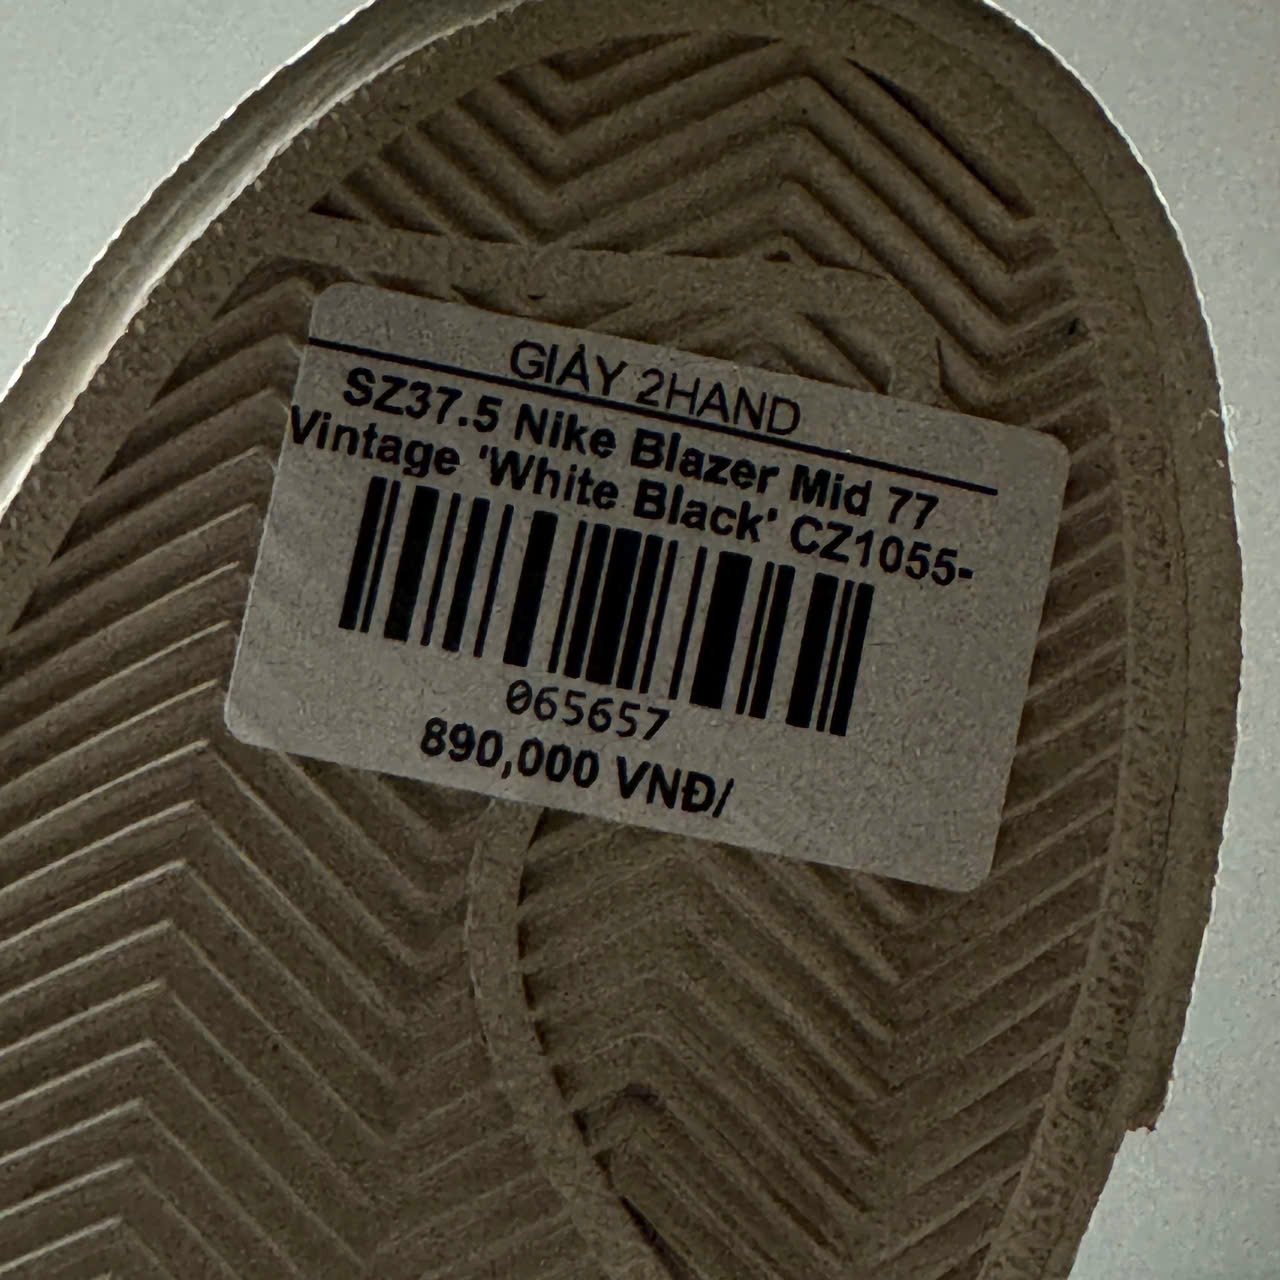 GIÀY 2HAND
SZ37.5 Nike Blazer Mid 77
Vintage 'White Black' CZ1055-
065657
890,000 VNĐ/